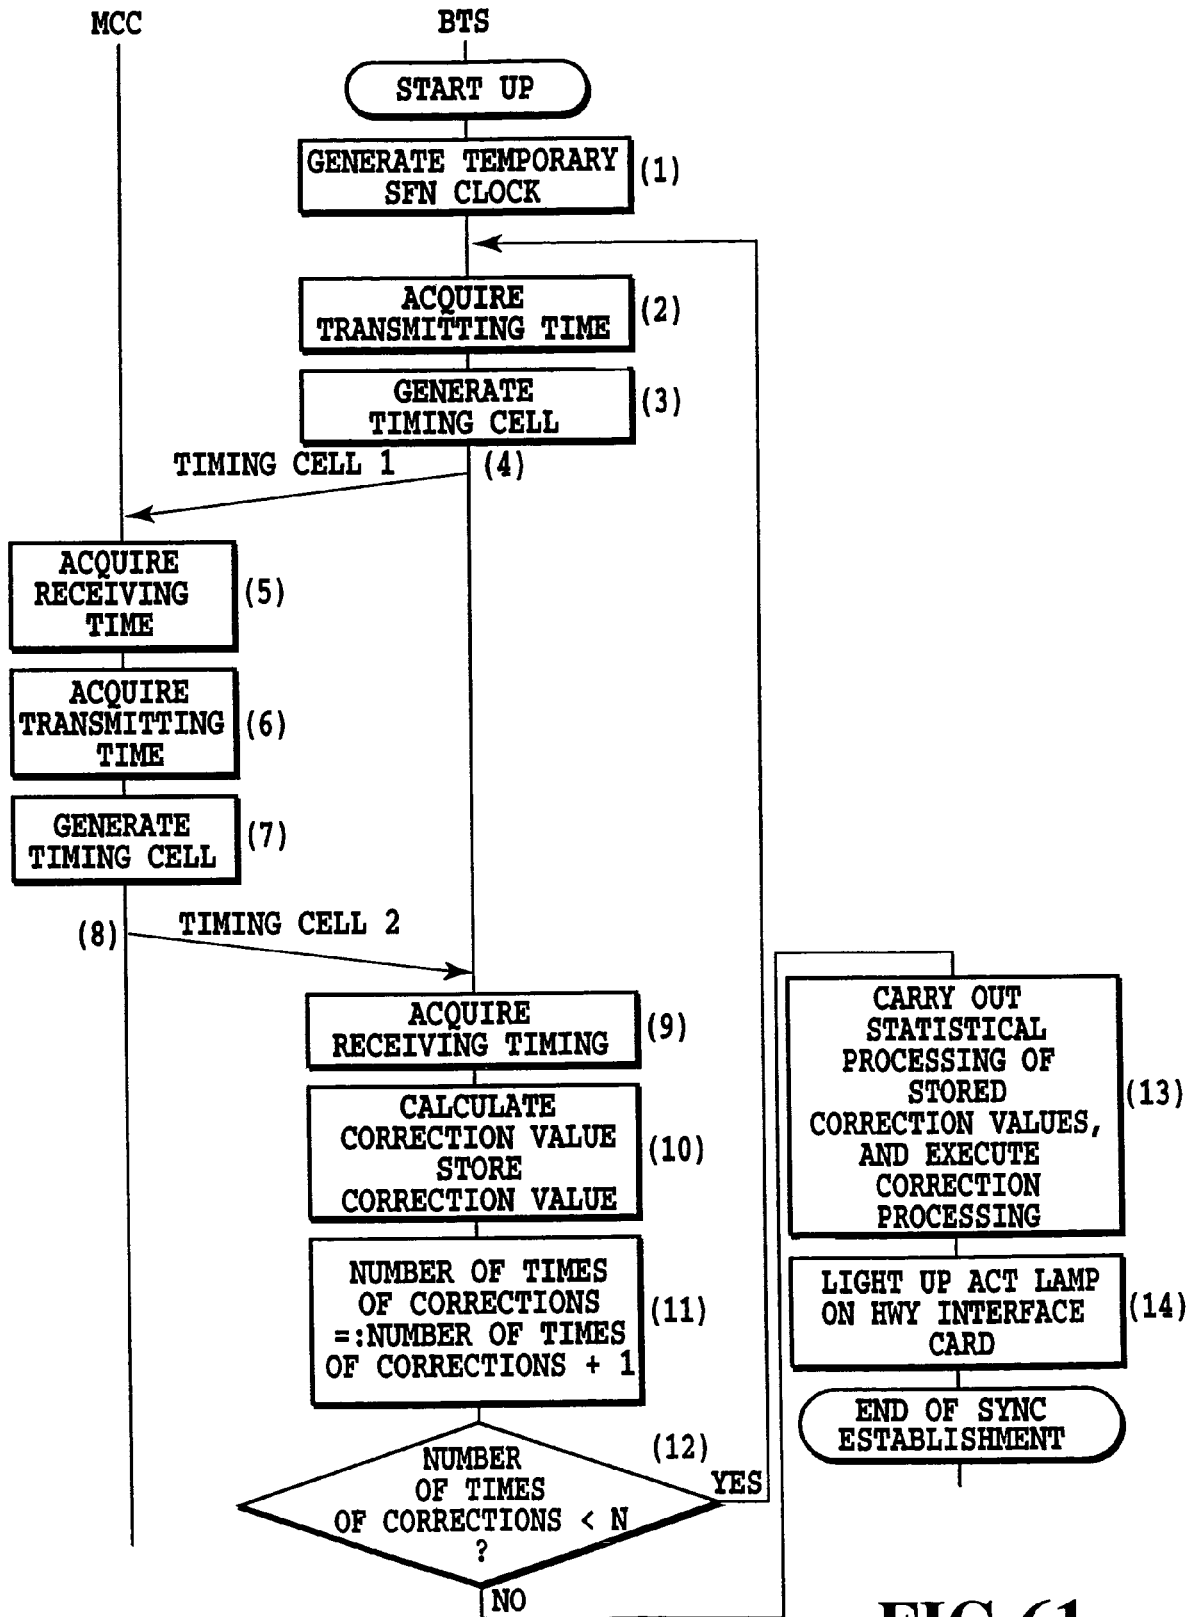 MCC
BTS
START UP
GENERATE TEMPORARY
SFN CLOCK
(1)
ACQUIRE
TRANSMITTING TIME
(2)
GENERATE
TIMING CELL
(3)
TIMING CELL 1
(4)
ACQUIRE
RECEIVING
TIME
(5)
ACQUIRE
TRANSMITTING
TIME
(6)
GENERATE
TIMING CELL
(7)
(8)
TIMING CELL 2
ACQUIRE
RECEIVING TIMING
(9)
CALCULATE
CORRECTION VALUE
STORE
CORRECTION VALUE
(10)
NUMBER OF TIMES
OF CORRECTIONS
=:NUMBER OF TIMES
OF CORRECTIONS + 1
(11)
NUMBER
OF TIMES
OF CORRECTIONS < N
?
(12)
YES
NO
CARRY OUT
STATISTICAL
PROCESSING OF
STORED
CORRECTION VALUES,
AND EXECUTE
CORRECTION
PROCESSING
(13)
LIGHT UP ACT LAMP
ON HWY INTERFACE
CARD
(14)
END OF SYNC
ESTABLISHMENT
FIG.61